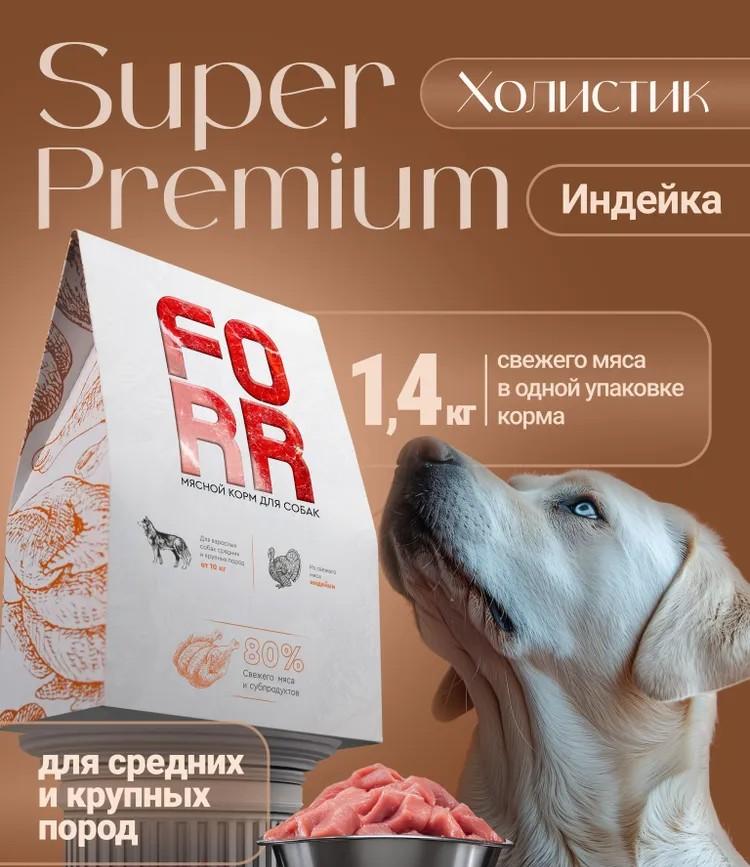 Super
Холистик
Premium
Индейка
1,4кг
свежего мяса
в одной упаковке
корма
FO
RR
МЯСНОЙ КОРМ ДЛЯ СОБАК
Для взрослых
собак средних
и крупных пород
от 10 кг
Из свежего
мяса
индейки
80%
Свежего мяса
и субпродуктов
для средних
и крупных
пород